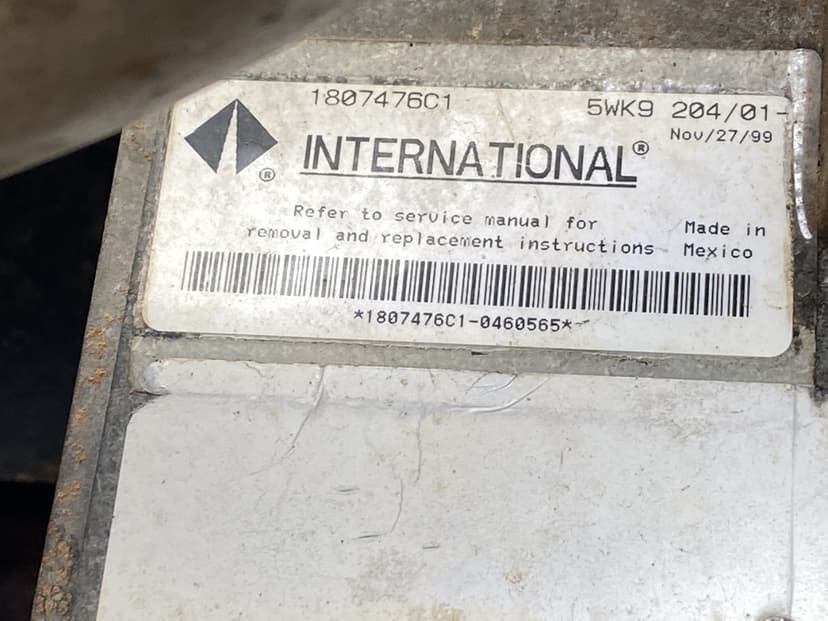 1807476C1 5WK9 204/01-
Nov/27/99
® INTERNATIONAL®
Refer to service manual for
removal and replacement instructions
Made in
Mexico
*1807476C1-0460565*